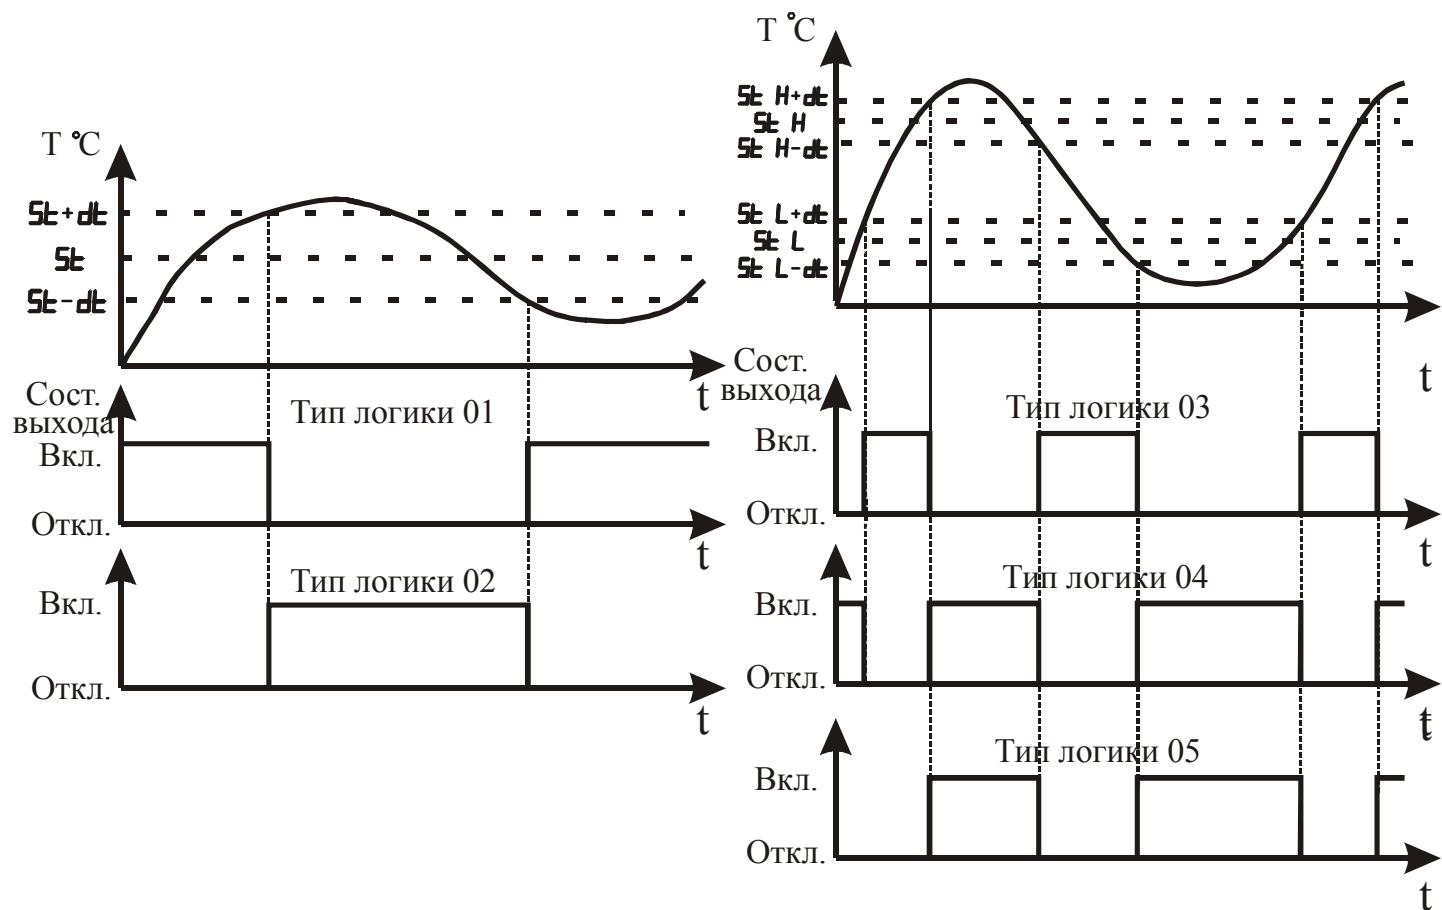 T °C
St+dt
St
St-dt
Сост.
выхода
Тип логики 01
t
Вкл.
Откл.
t
Тип логики 02
Вкл.
Откл.
t
T °C
St H+dt
St H
St H-dt
St L+dt
St L
St L-dt
t
Сост.
выхода
Тип логики 03
Вкл.
Откл.
t
Тип логики 04
Вкл.
Откл.
t
Тип логики 05
Вкл.
Откл.
t